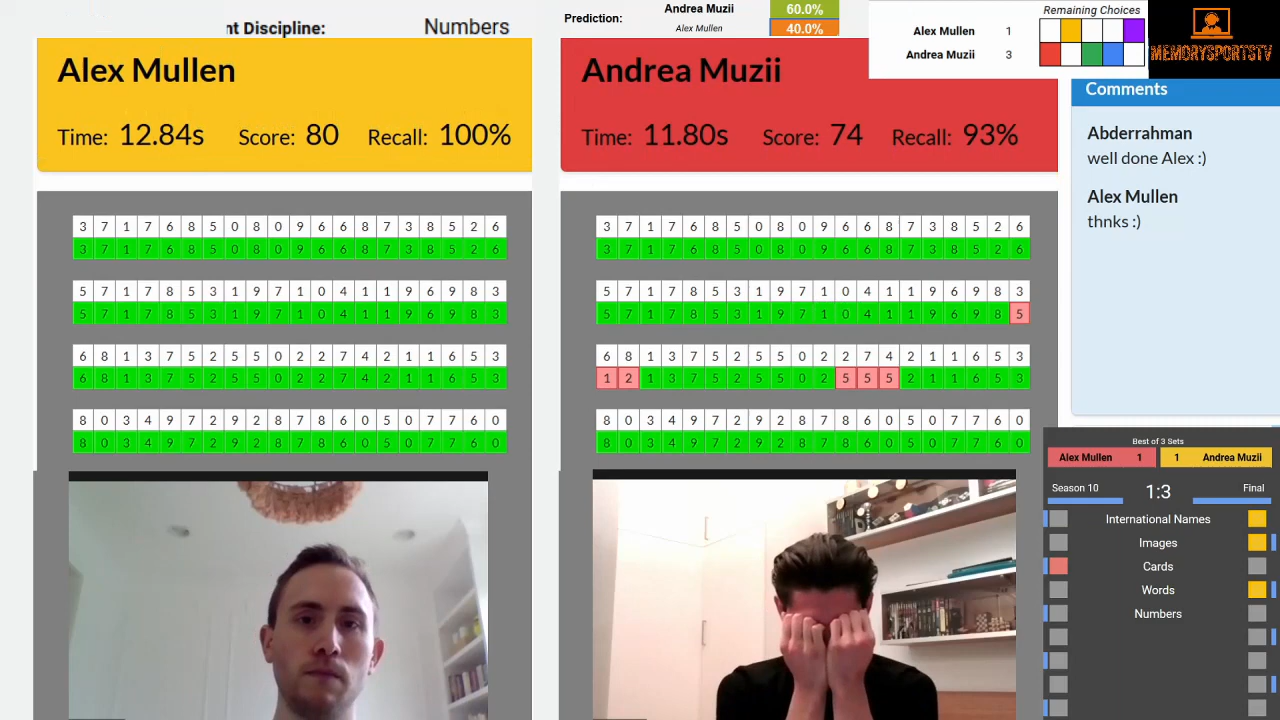 nt Discipline: Numbers
Prediction:
Andrea Muzii 60.0%
Alex Mullen 40.0%
Alex Mullen 1
Andrea Muzii 3
Remaining Choices
MEMORYSPORTSTV
Alex Mullen
Time: 12.84s Score: 80 Recall: 100%
3 7 1 7 6 8 5 0 8 0 9 6 6 8 7 3 8 5 2 6
3 7 1 7 6 8 5 0 8 0 9 6 6 8 7 3 8 5 2 6
5 7 1 7 8 5 3 1 9 7 1 0 4 1 1 9 6 9 8 3
5 7 1 7 8 5 3 1 9 7 1 0 4 1 1 9 6 9 8 3
6 8 1 3 7 5 2 5 5 0 2 2 7 4 2 1 1 6 5 3
6 8 1 3 7 5 2 5 5 0 2 2 7 4 2 1 1 6 5 3
8 0 3 4 9 7 2 9 2 8 7 8 6 0 5 0 7 7 6 0
8 0 3 4 9 7 2 9 2 8 7 8 6 0 5 0 7 7 6 0
Andrea Muzii
Time: 11.80s Score: 74 Recall: 93%
3 7 1 7 6 8 5 0 8 0 9 6 6 8 7 3 8 5 2 6
3 7 1 7 6 8 5 0 8 0 9 6 6 8 7 3 8 5 2 6
5 7 1 7 8 5 3 1 9 7 1 0 4 1 1 9 6 9 8 3
5 7 1 7 8 5 3 1 9 7 1 0 4 1 1 9 6 9 8 5
6 8 1 3 7 5 2 5 5 0 2 2 7 4 2 1 1 6 5 3
1 2 1 3 7 5 2 5 5 0 2 5 5 5 2 1 1 6 5 3
8 0 3 4 9 7 2 9 2 8 7 8 6 0 5 0 7 7 6 0
8 0 3 4 9 7 2 9 2 8 7 8 6 0 5 0 7 7 6 0
Comments
Abderrahman
well done Alex :)
Alex Mullen
thnks :)
Best of 3 Sets
Alex Mullen 1 1 Andrea Muzii
Season 10 1:3 Final
International Names
Images
Cards
Words
Numbers